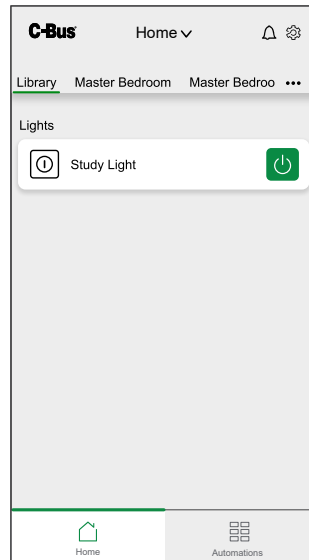 C-Bus Home
Library Master Bedroom Master Bedroo •••
Lights
Study Light
Home Automations